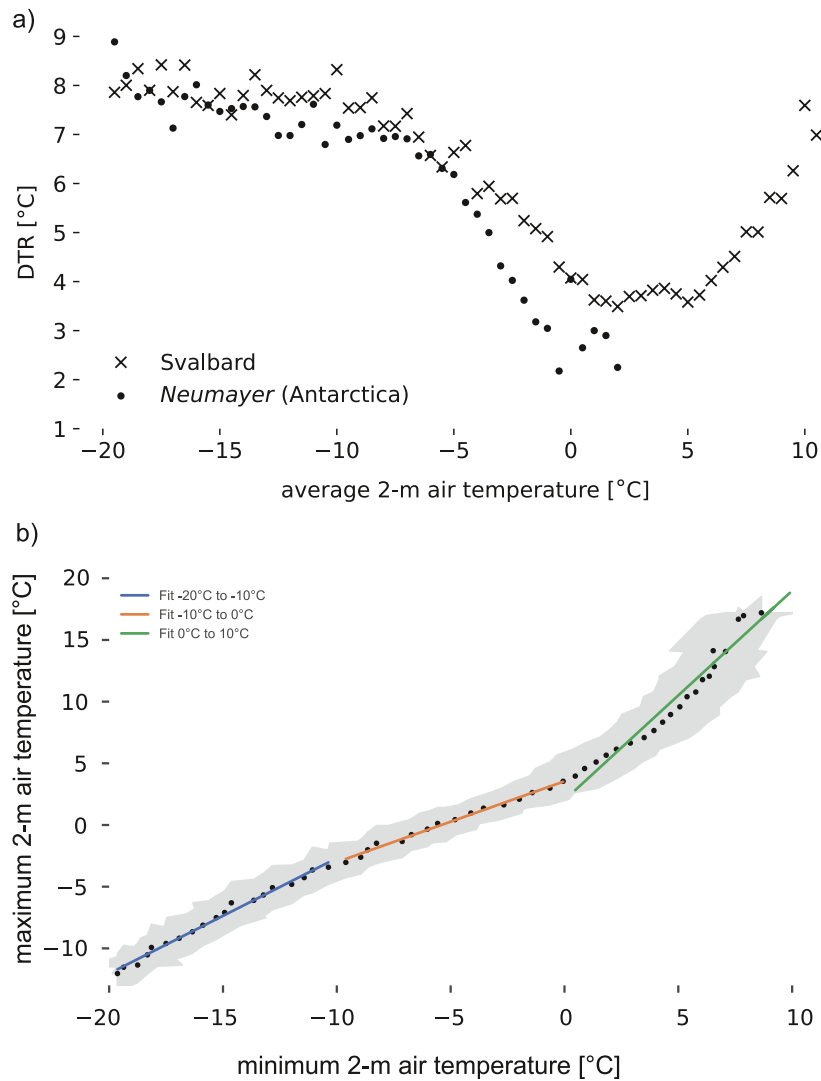 a)
9
8
7
6
5
4
3
2
1
DTR [°C]
Svalbard
Neumayer (Antarctica)
−20 −15 −10 −5 0 5 10
average 2-m air temperature [°C]
b)
20
15
10
5
0
−5
−10
maximum 2-m air temperature [°C]
Fit -20°C to -10°C
Fit -10°C to 0°C
Fit 0°C to 10°C
−20 −15 −10 −5 0 5 10
minimum 2-m air temperature [°C]